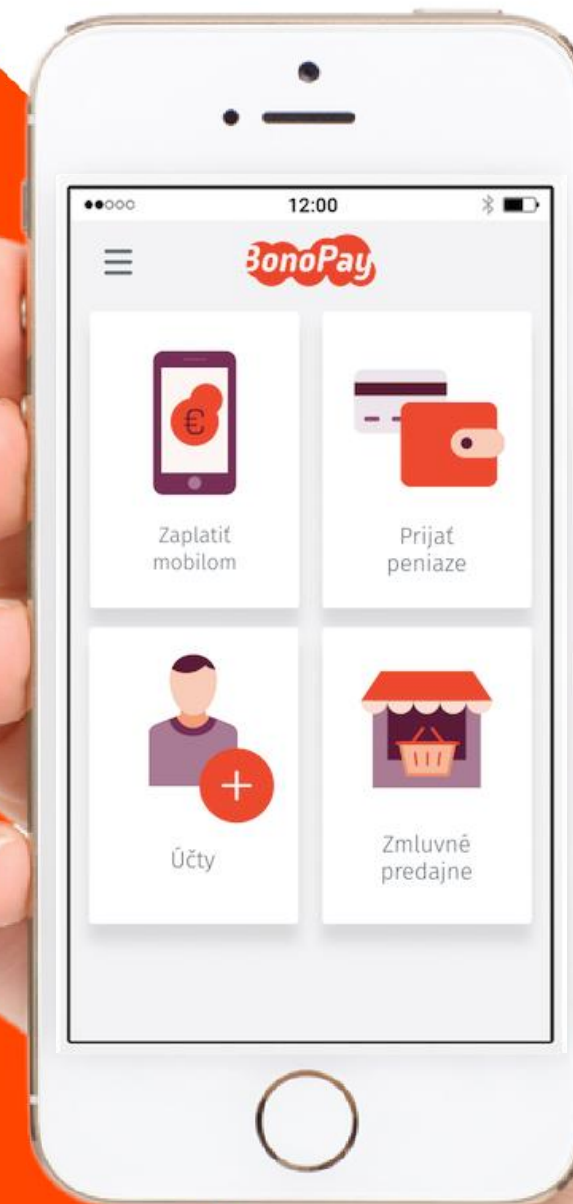 12:00
BonoPay
€
Zaplatiť
mobilom
Prijať
peniaze
Účty
Zmluvné
predajne